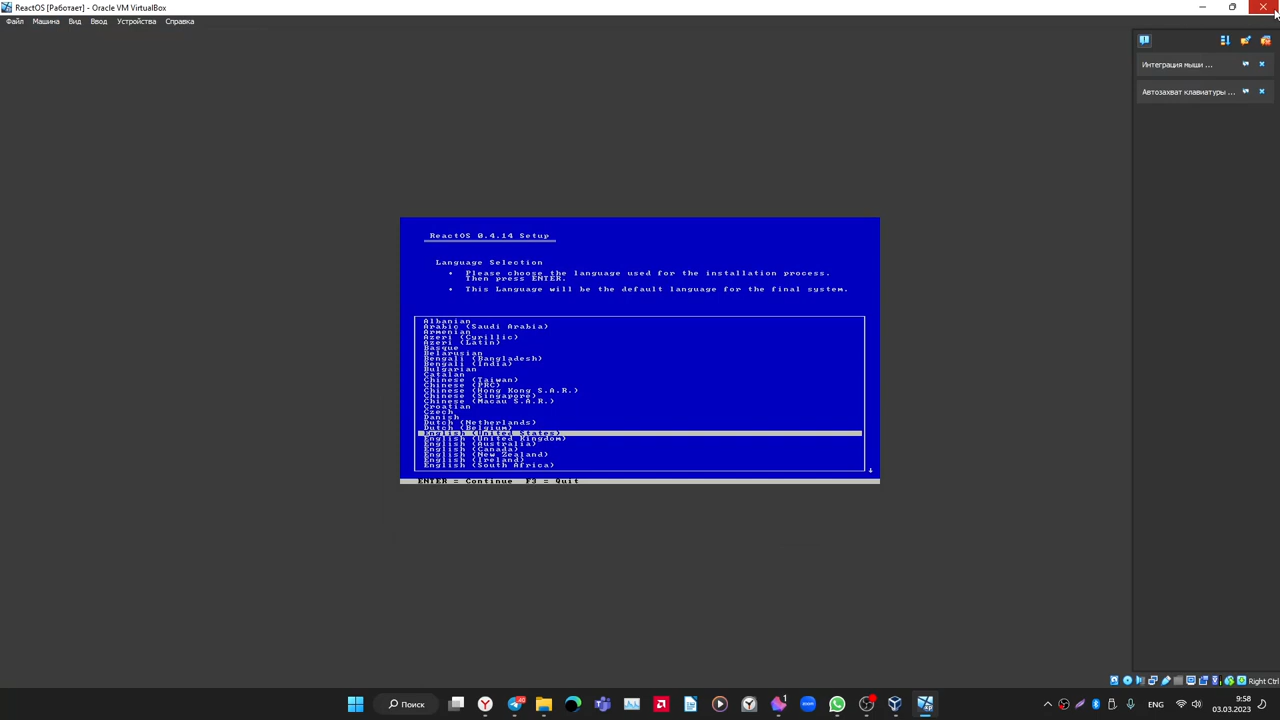 ReactOS [Работает] - Oracle VM VirtualBox
Файл Машина Вид Ввод Устройства Справка
Интеграция мыши ...
Автозахват клавиатуры ...
ReactOS 0.4.14 Setup
Language Selection
• Please choose the language used for the installation process.
Then press ENTER.
• This Language will be the default language for the final system.
Albanian
Arabic (Saudi Arabia)
Armenian
Azeri (Cyrillic)
Azeri (Latin)
Basque
Belarusian
Bengali (Bangladesh)
Bengali (India)
Bulgarian
Catalan
Chinese (Taiwan)
Chinese (PRC)
Chinese (Hong Kong S.A.R.)
Chinese (Singapore)
Chinese (Macau S.A.R.)
Croatian
Czech
Danish
Dutch (Netherlands)
Dutch (Belgium)
English (United States)
English (United Kingdom)
English (Australia)
English (Canada)
English (New Zealand)
English (Ireland)
English (South Africa)
ENTER = Continue F3 = Quit
Right Ctrl
Поиск
40
1
ENG
9:58
03.03.2023